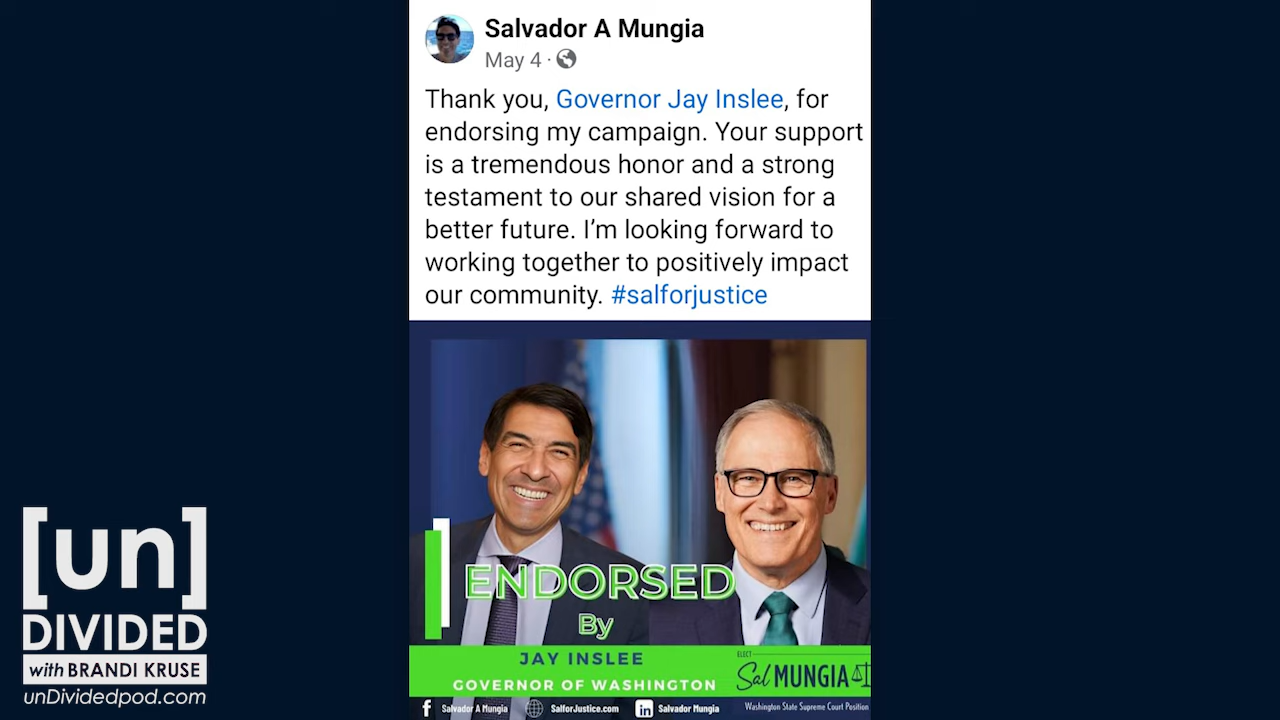 Salvador A Mungia
May 4 ·
Thank you, Governor Jay Inslee, for
endorsing my campaign. Your support
is a tremendous honor and a strong
testament to our shared vision for a
better future. I'm looking forward to
working together to positively impact
our community. #salforjustice
ENDORSED
By
JAY INSLEE
GOVERNOR OF WASHINGTON
ELECT
Sal MUNGIA
Washington State Supreme Court Position
Salvador A Mungia
SalforJustice.com
in Salvador Mungia
[un]
DIVIDED
with BRANDI KRUSE
unDividedpod.com